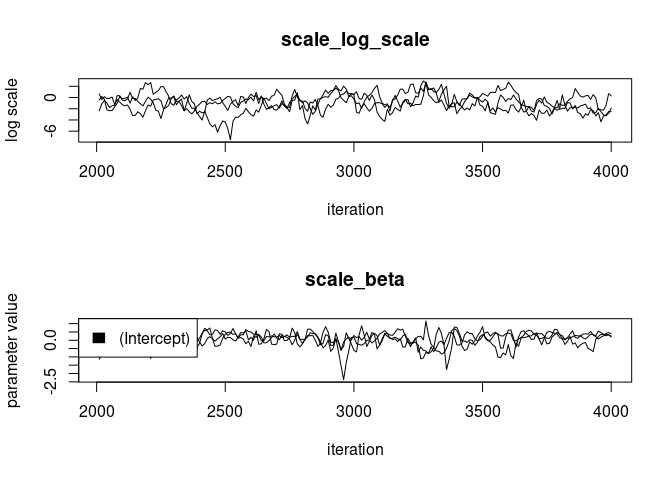 scale_log_scale
log scale
0
-6
2000 2500 3000 3500 4000
iteration
scale_beta
parameter value
0.0
-2.5
(Intercept)
2000 2500 3000 3500 4000
iteration